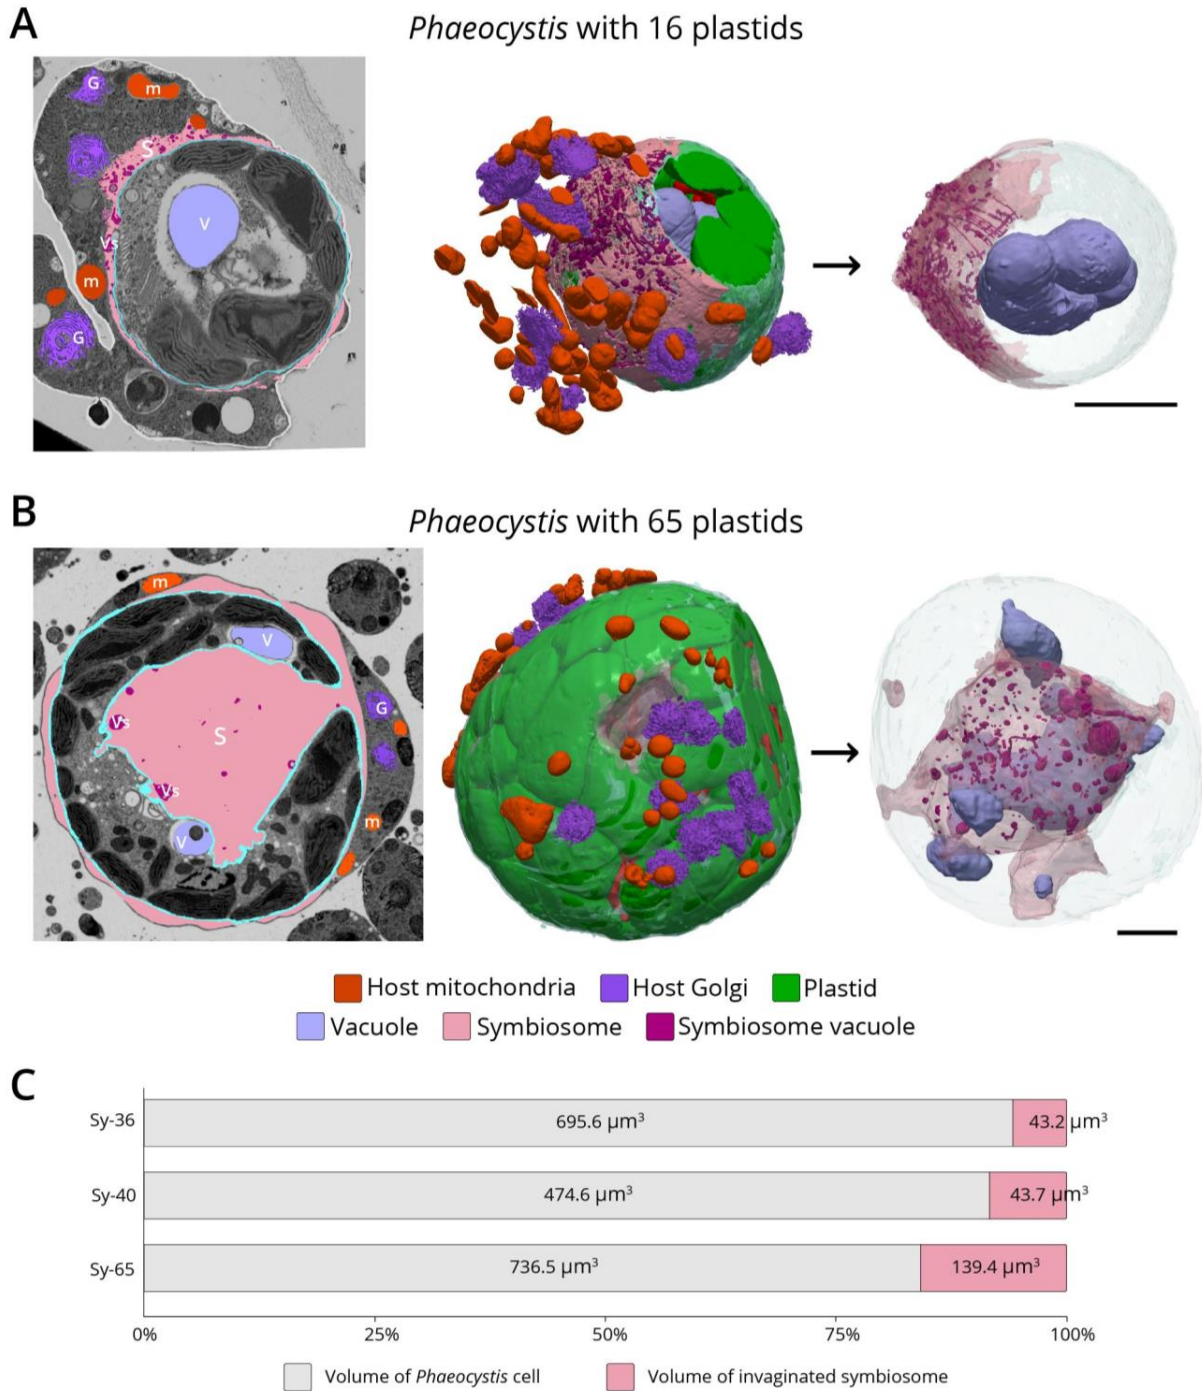 A
Phaeocystis with 16 plastids
G
m
S
V
Vs
m
G
B
Phaeocystis with 65 plastids
m
V
G
Vs
S
Vs
V
m
Host mitochondria Host Golgi Plastid
Vacuole Symbiosome Symbiosome vacuole
C
Sy-36 695.6 µm³ 43.2 µm³
Sy-40 474.6 µm³ 43.7 µm³
Sy-65 736.5 µm³ 139.4 µm³
0% 25% 50% 75% 100%
Volume of Phaeocystis cell Volume of invaginated symbiosome